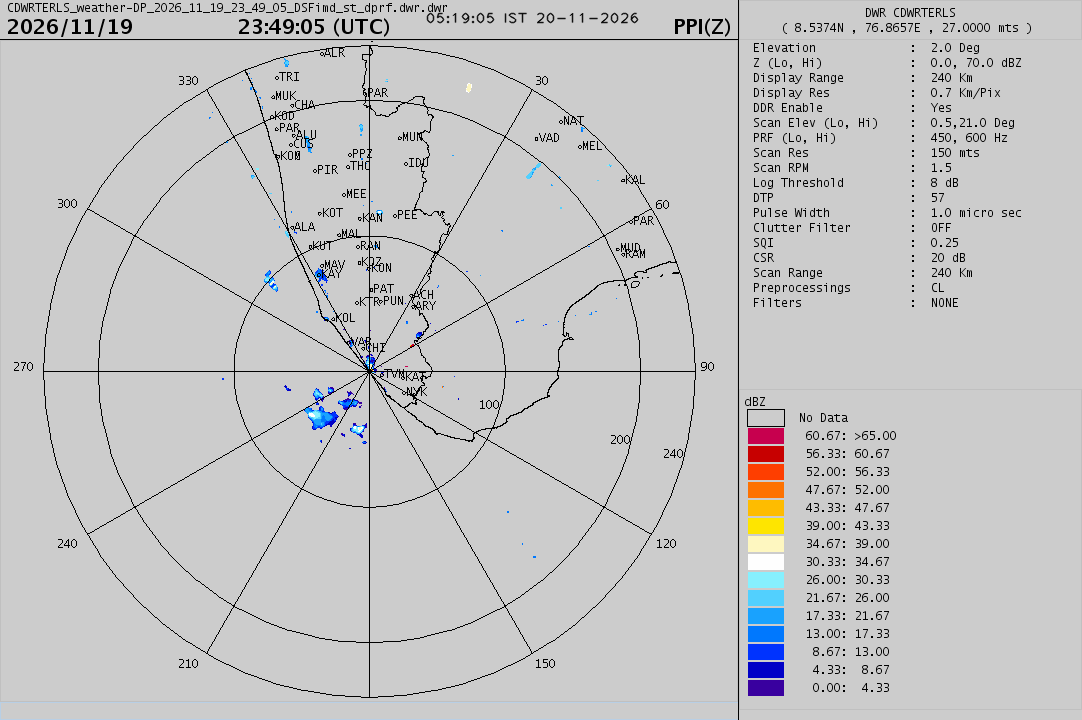 CDWRTERLS_weather-DP_2026_11_19_23_49_05_DSFimd_st_dprf.dwr.dwr
2026/11/19 23:49:05 (UTC) 05:19:05 IST 20-11-2026 PPI(Z)
DWR CDWRTERLS
( 8.5374N , 76.8657E , 27.0000 mts )
Elevation : 2.0 Deg
Z (Lo, Hi) : 0.0, 70.0 dBZ
Display Range : 240 Km
Display Res : 0.7 Km/Pix
DDR Enable : Yes
Scan Elev (Lo, Hi) : 0.5,21.0 Deg
PRF (Lo, Hi) : 450, 600 Hz
Scan Res : 150 mts
Scan RPM : 1.5
Log Threshold : 8 dB
DTP : 57
Pulse Width : 1.0 micro sec
Clutter Filter : OFF
SQI : 0.25
CSR : 20 dB
Scan Range : 240 Km
Preprocessings : CL
Filters : NONE
dBZ
No Data
60.67: >65.00
56.33: 60.67
52.00: 56.33
47.67: 52.00
43.33: 47.67
39.00: 43.33
34.67: 39.00
30.33: 34.67
26.00: 30.33
21.67: 26.00
17.33: 21.67
13.00: 17.33
8.67: 13.00
4.33: 8.67
0.00: 4.33
ALR
330
TRI
30
PAR
MUK
CHA
KOD
NAT
PAR
ALU
MUN
VAD
CUS
MEL
KOM
PPZ
THO
IDU
PIR
KAL
MEE
300
60
KOT
KAN
PEE
PAR
ALA
MAL
KUT
RAN
MUD
RAM
MAV
KOZ
KON
KAY
PAT
ACH
KTR
PUN
ARY
KOL
VAR
CHI
270
90
TVM
KAT
NYK
100
200
240
240
120
210
150